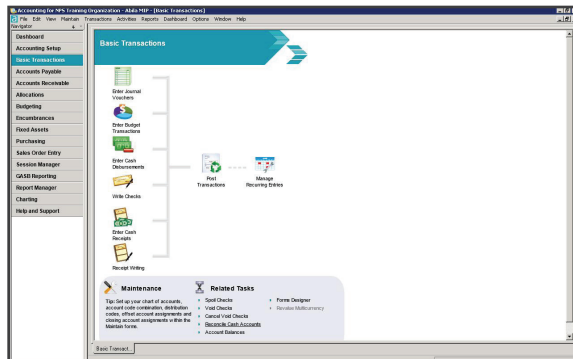 Accounting for NPS Training Organization - Abila MIP - [Basic Transactions]
File Edit View Maintain Transactions Activities Reports Dashboard Options Window Help
Navigator
Dashboard
Accounting Setup
Basic Transactions
Accounts Payable
Accounts Receivable
Allocations
Budgeting
Encumbrances
Fixed Assets
Purchasing
Sales Order Entry
Session Manager
GASB Reporting
Report Manager
Charting
Help and Support
Basic Transactions
Enter Journal
Vouchers
Enter Budget
Transactions
Enter Cash
Disbursements
Write Checks
Enter Cash
Receipts
Receipt Writing
Post
Transactions
Manage
Recurring Entries
Maintenance
Tip: Set up your chart of accounts,
account code combination, distribution
codes, offset account assignments and
closing account assignments within the
Maintain forms.
Related Tasks
Spoil Checks
Void Checks
Cancel Void Checks
Reconcile Cash Accounts
Account Balances
Forms Designer
Revalue Multicurrency
Basic Transact...